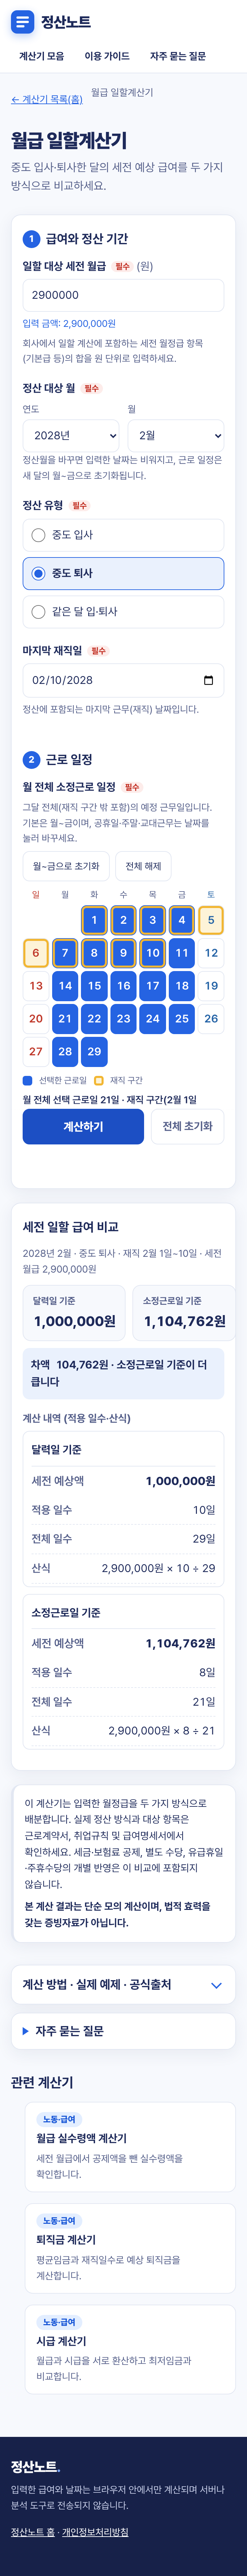 정산노트
계산기 모음
이용 가이드
자주 묻는 질문
← 계산기 목록(홈)
월급 일할계산기
월급 일할계산기
중도 입사·퇴사한 달의 세전 예상 급여를 두 가지
방식으로 비교하세요.
1 급여와 정산 기간
일할 대상 세전 월급 필수 (원)
2900000
입력 금액: 2,900,000원
회사에서 일할 계산에 포함하는 세전 월정급 항목
(기본급 등)의 합을 원 단위로 입력하세요.
정산 대상 월 필수
연도
월
2028년
2월
정산월을 바꾸면 입력한 날짜는 비워지고, 근로 일정은
새 달의 월~금으로 초기화됩니다.
정산 유형 필수
중도 입사
중도 퇴사
같은 달 입·퇴사
마지막 재직일 필수
02/10/2028
정산에 포함되는 마지막 근무(재직) 날짜입니다.
2 근로 일정
월 전체 소정근로 일정 필수
그달 전체(재직 구간 밖 포함)의 예정 근무일입니다.
기본은 월~금이며, 공휴일·주말·교대근무는 날짜를
눌러 바꾸세요.
월~금으로 초기화
전체 해제
일 월 화 수 목 금 토
1 2 3 4 5
6 7 8 9 10 11 12
13 14 15 16 17 18 19
20 21 22 23 24 25 26
27 28 29
선택한 근로일 재직 구간
월 전체 선택 근로일 21일 · 재직 구간(2월 1일
계산하기
전체 초기화
세전 일할 급여 비교
2028년 2월 · 중도 퇴사 · 재직 2월 1일~10일 · 세전
월급 2,900,000원
달력일 기준
1,000,000원
소정근로일 기준
1,104,762원
차액 104,762원 · 소정근로일 기준이 더
큽니다
계산 내역 (적용 일수·산식)
달력일 기준
세전 예상액 1,000,000원
적용 일수 10일
전체 일수 29일
산식 2,900,000원 × 10 ÷ 29
소정근로일 기준
세전 예상액 1,104,762원
적용 일수 8일
전체 일수 21일
산식 2,900,000원 × 8 ÷ 21
이 계산기는 입력한 월정급을 두 가지 방식으로
배분합니다. 실제 정산 방식과 대상 항목은
근로계약서, 취업규칙 및 급여명세서에서
확인하세요. 세금·보험료 공제, 별도 수당, 유급휴일
·주휴수당의 개별 반영은 이 비교에 포함되지
않습니다.
본 계산 결과는 단순 모의 계산이며, 법적 효력을
갖는 증빙자료가 아닙니다.
계산 방법 · 실제 예제 · 공식출처
자주 묻는 질문
관련 계산기
노동·급여
월급 실수령액 계산기
세전 월급에서 공제액을 뺀 실수령액을
확인합니다.
노동·급여
퇴직금 계산기
평균임금과 재직일수로 예상 퇴직금을
계산합니다.
노동·급여
시급 계산기
월급과 시급을 서로 환산하고 최저임금과
비교합니다.
정산노트.
입력한 급여와 날짜는 브라우저 안에서만 계산되며 서버나
분석 도구로 전송되지 않습니다.
정산노트 홈 · 개인정보처리방침